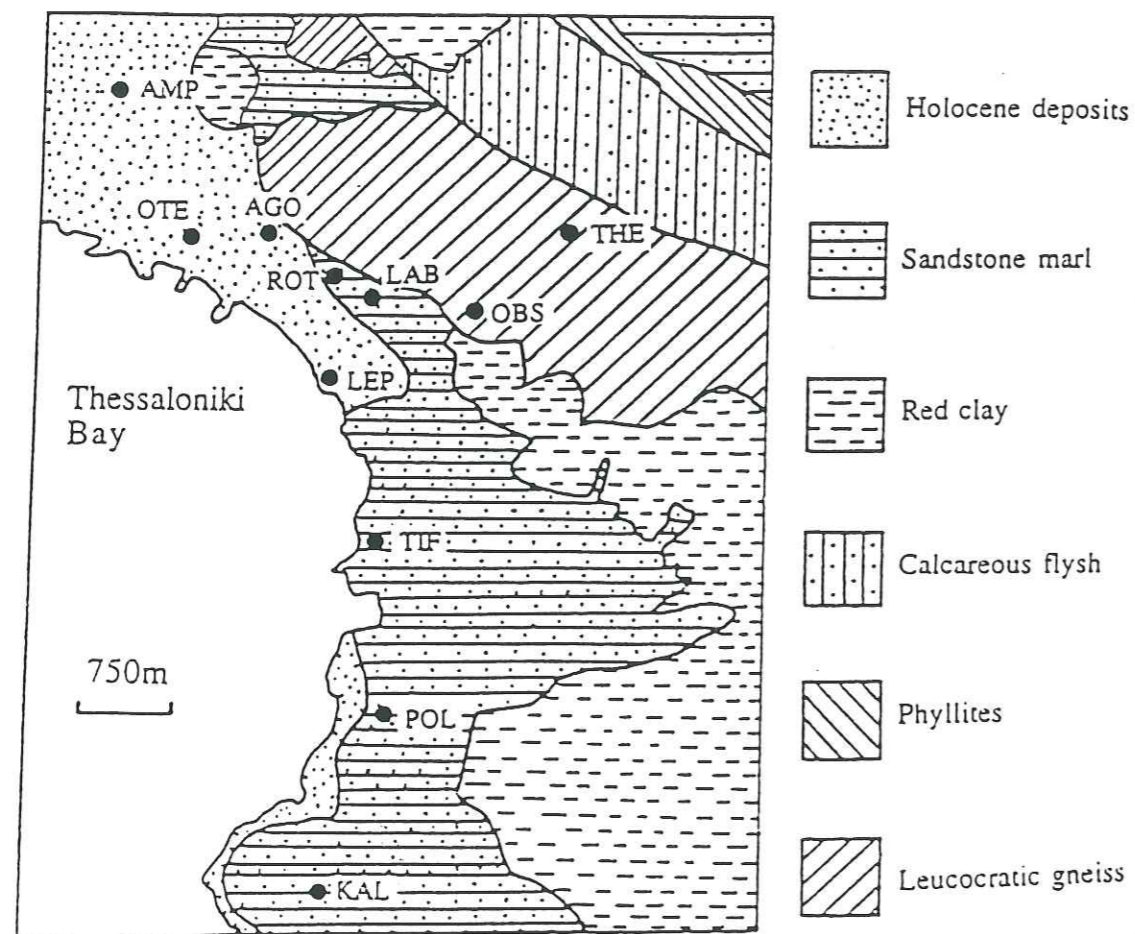 AMP
OTE
AGO
THE
ROT
LAB
OBS
LEP
Thessaloniki
Bay
TIF
750m
POL
KAL
Holocene deposits
Sandstone marl
Red clay
Calcareous flysh
Phyllites
Leucocratic gneiss